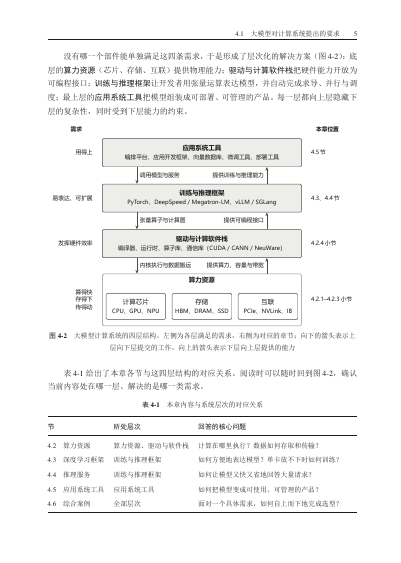 4.1 大模型对计算系统提出的要求 5
没有哪一个部件能单独满足这四条需求，于是形成了层次化的解决方案（图 4-2）：底
层的算力资源（芯片、存储、互联）提供物理能力；驱动与计算软件栈把硬件能力开放为
可编程接口；训练与推理框架让开发者用张量运算表达模型，并自动完成求导、并行与调
度；最上层的应用系统工具把模型组装成可部署、可管理的产品。每一层都向上层隐藏下
层的复杂性，同时受到下层能力的约束。
需求 本章位置
用得上
应用系统工具
编排平台、应用开发框架、向量数据库、微调工具、部署工具
4.5 节
调用模型与服务 提供训练与推理能力
易表达、可扩展
训练与推理框架
PyTorch、DeepSpeed / Megatron-LM、vLLM / SGLang
4.3、4.4 节
张量算子与计算图 提供可编程接口
发挥硬件效率
驱动与计算软件栈
编译器、运行时、算子库、通信库（CUDA / CANN / NeuWare）
4.2.4 小节
内核执行与数据搬运 提供算力、容量与带宽
算力资源
算得快
存得下
传得动
计算芯片
CPU、GPU、NPU
存储
HBM、DRAM、SSD
互联
PCIe、NVLink、IB
4.2.1–4.2.3 小节
图 4-2 大模型计算系统的四层结构。左侧为各层满足的需求，右侧为对应的章节；向下的箭头表示上
层向下层提交的工作，向上的箭头表示下层向上层提供的能力
表 4-1 给出了本章各节与这四层结构的对应关系。阅读时可以随时回到图 4-2，确认
当前内容处在哪一层、解决的是哪一类需求。
表 4-1 本章内容与系统层次的对应关系
节 所处层次 回答的核心问题
4.2 算力资源 算力资源、驱动与软件栈 计算在哪里执行？数据如何存取和传输？
4.3 深度学习框架 训练与推理框架 如何方便地表达模型？单卡放不下时如何训练？
4.4 推理服务 训练与推理框架 如何让模型又快又省地回答大量请求？
4.5 应用系统工具 应用系统工具 如何把模型变成可使用、可管理的产品？
4.6 综合案例 全部层次 面对一个具体需求，如何自上而下地完成选型？